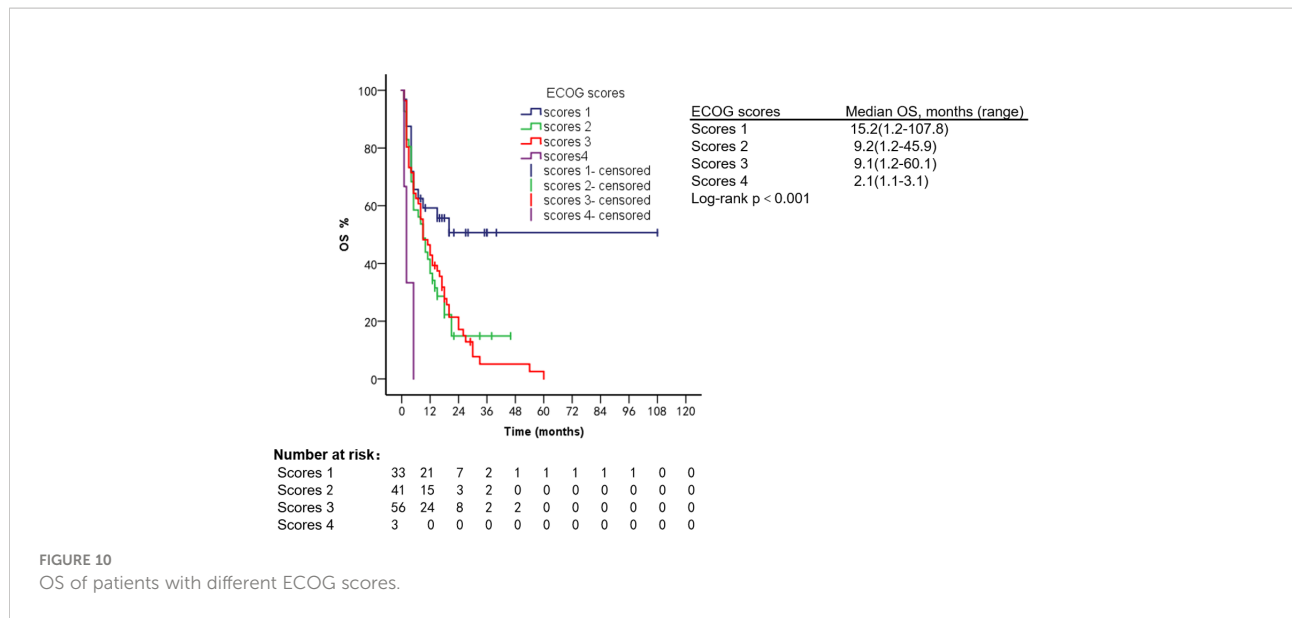 100
80
60
40
20
0
OS %
0 12 24 36 48 60 72 84 96 108 120
Time (months)
ECOG scores
scores 1
scores 2
scores 3
scores4
scores 1- censored
scores 2- censored
scores 3- censored
scores 4- censored
ECOG scores Median OS, months (range)
Scores 1 15.2(1.2-107.8)
Scores 2 9.2(1.2-45.9)
Scores 3 9.1(1.2-60.1)
Scores 4 2.1(1.1-3.1)
Log-rank p < 0.001
Number at risk:
Scores 1 33 21 7 2 1 1 1 1 1 0 0
Scores 2 41 15 3 2 0 0 0 0 0 0 0
Scores 3 56 24 8 2 2 0 0 0 0 0 0
Scores 4 3 0 0 0 0 0 0 0 0 0 0
FIGURE 10
OS of patients with different ECOG scores.